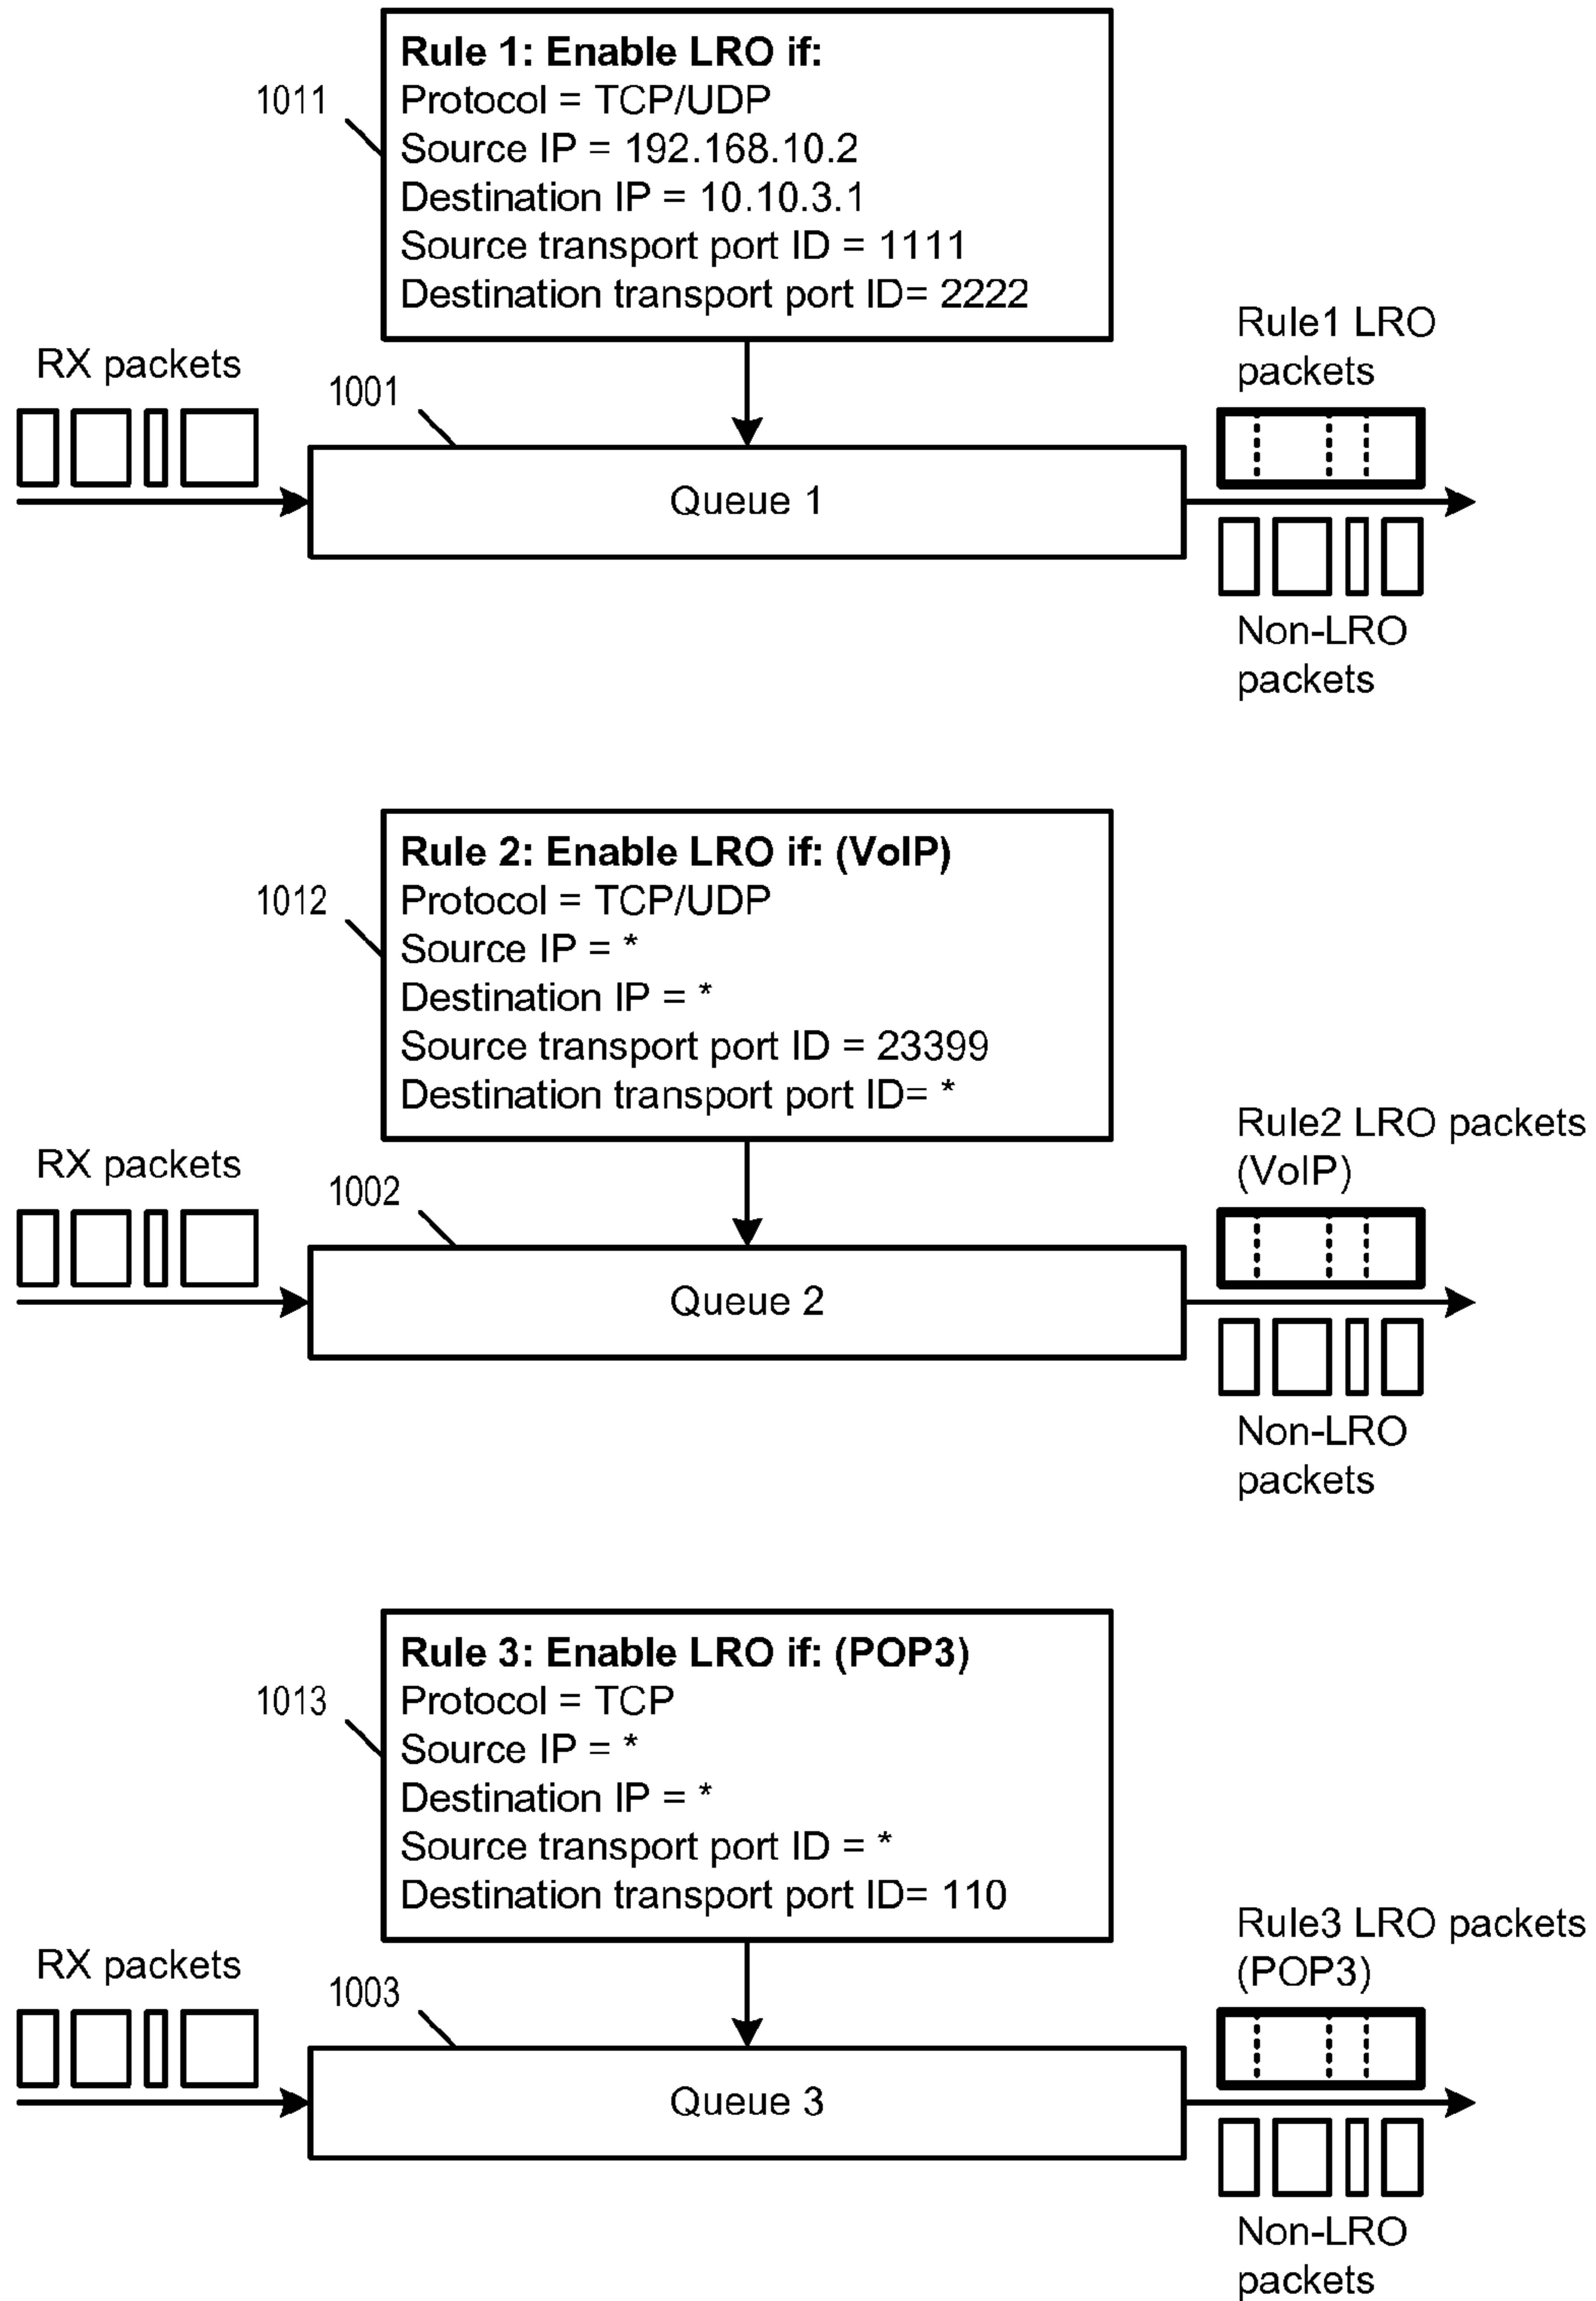 Rule 1: Enable LRO if:
Protocol = TCP/UDP
Source IP = 192.168.10.2
Destination IP = 10.10.3.1
Source transport port ID = 1111
Destination transport port ID= 2222
1011
RX packets
1001
Queue 1
Rule1 LRO
packets
Non-LRO
packets
Rule 2: Enable LRO if: (VoIP)
Protocol = TCP/UDP
Source IP = *
Destination IP = *
Source transport port ID = 23399
Destination transport port ID= *
1012
RX packets
1002
Queue 2
Rule2 LRO packets
(VoIP)
Non-LRO
packets
Rule 3: Enable LRO if: (POP3)
Protocol = TCP
Source IP = *
Destination IP = *
Source transport port ID = *
Destination transport port ID= 110
1013
RX packets
1003
Queue 3
Rule3 LRO packets
(POP3)
Non-LRO
packets